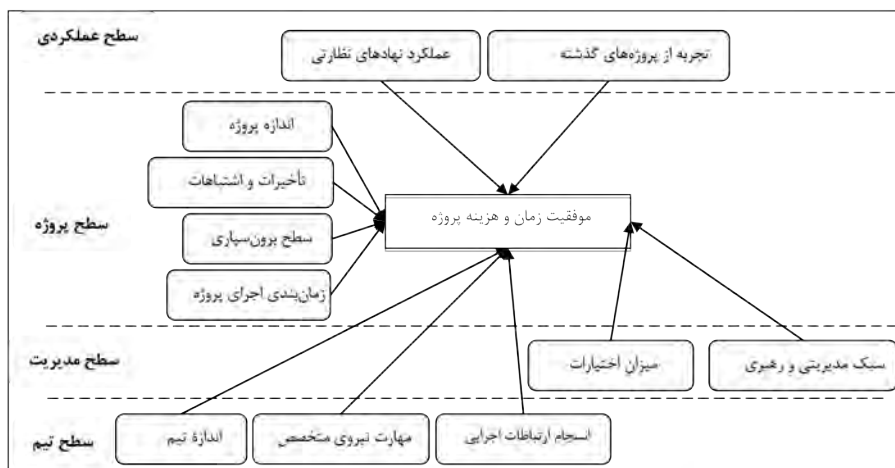 سطح عملکردی
تجربه از پروژه‌های گذشته
عملکرد نهادهای نظارتی
سطح پروژه
اندازه پروژه
تأخیرات و اشتباهات
سطح برون‌سپاری
زمان‌بندی اجرای پروژه
موفقیت زمان و هزینه پروژه
سطح مدیریت
سبک مدیریتی و رهبری
میزان اختیارات
سطح تیم
انسجام ارتباطات اجرایی
مهارت نیروی متخصص
اندازۀ تیم